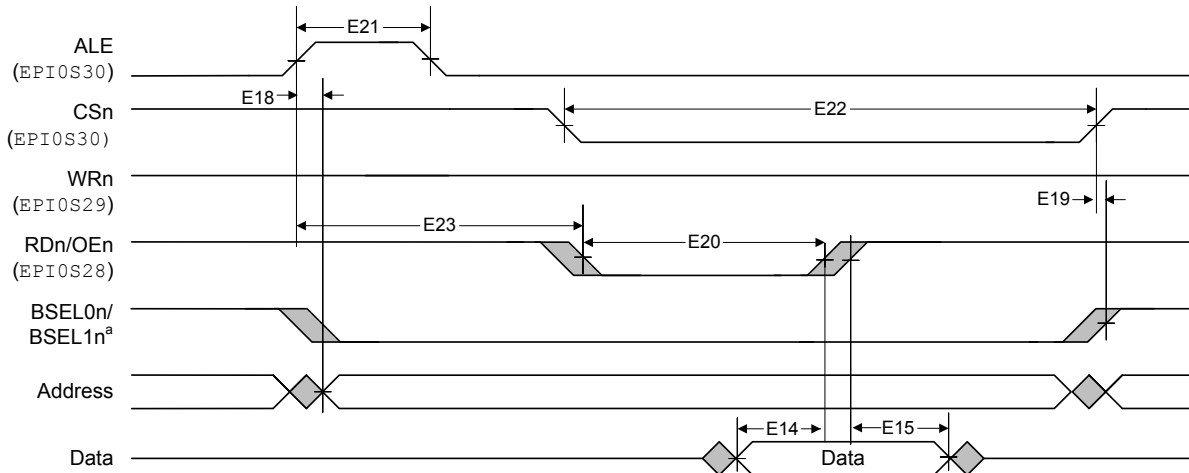 E21
ALE
(EPI0S30)
E18
CSn
E22
(EPI0S30)
WRn
E19
(EPI0S29)
E23
RDn/OEn
E20
(EPI0S28)
BSEL0n/
BSEL1nᵃ
Address
E14
E15
Data
Data